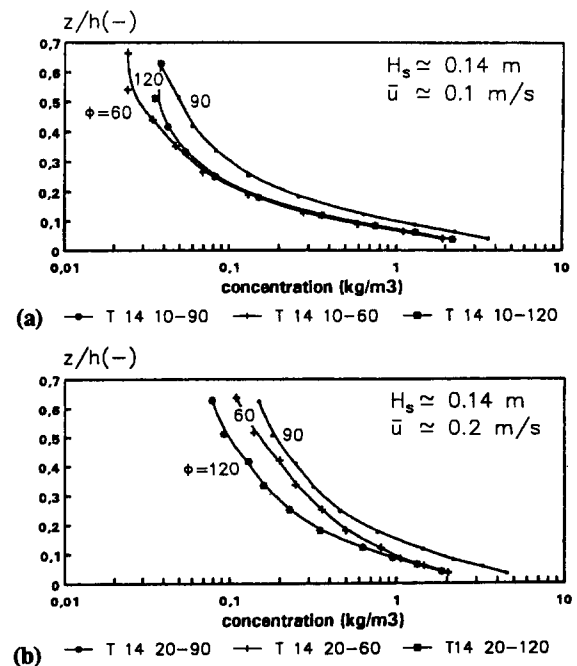 z/h(-)
0,7
0,6
0,5
0,4
0,3
0,2
0,1
0
120
90
ϕ=60
Hs ≃ 0.14 m
ū ≃ 0.1 m/s
0,01 0,1 1 10
concentration (kg/m3)
(a) T 14 10-90 T 14 10-60 T 14 10-120
z/h(-)
0,7
0,6
0,5
0,4
0,3
0,2
0,1
0
60
90
ϕ=120
Hs ≃ 0.14 m
ū ≃ 0.2 m/s
0,01 0,1 1 10
concentration (kg/m3)
(b) T 14 20-90 T 14 20-60 T14 20-120